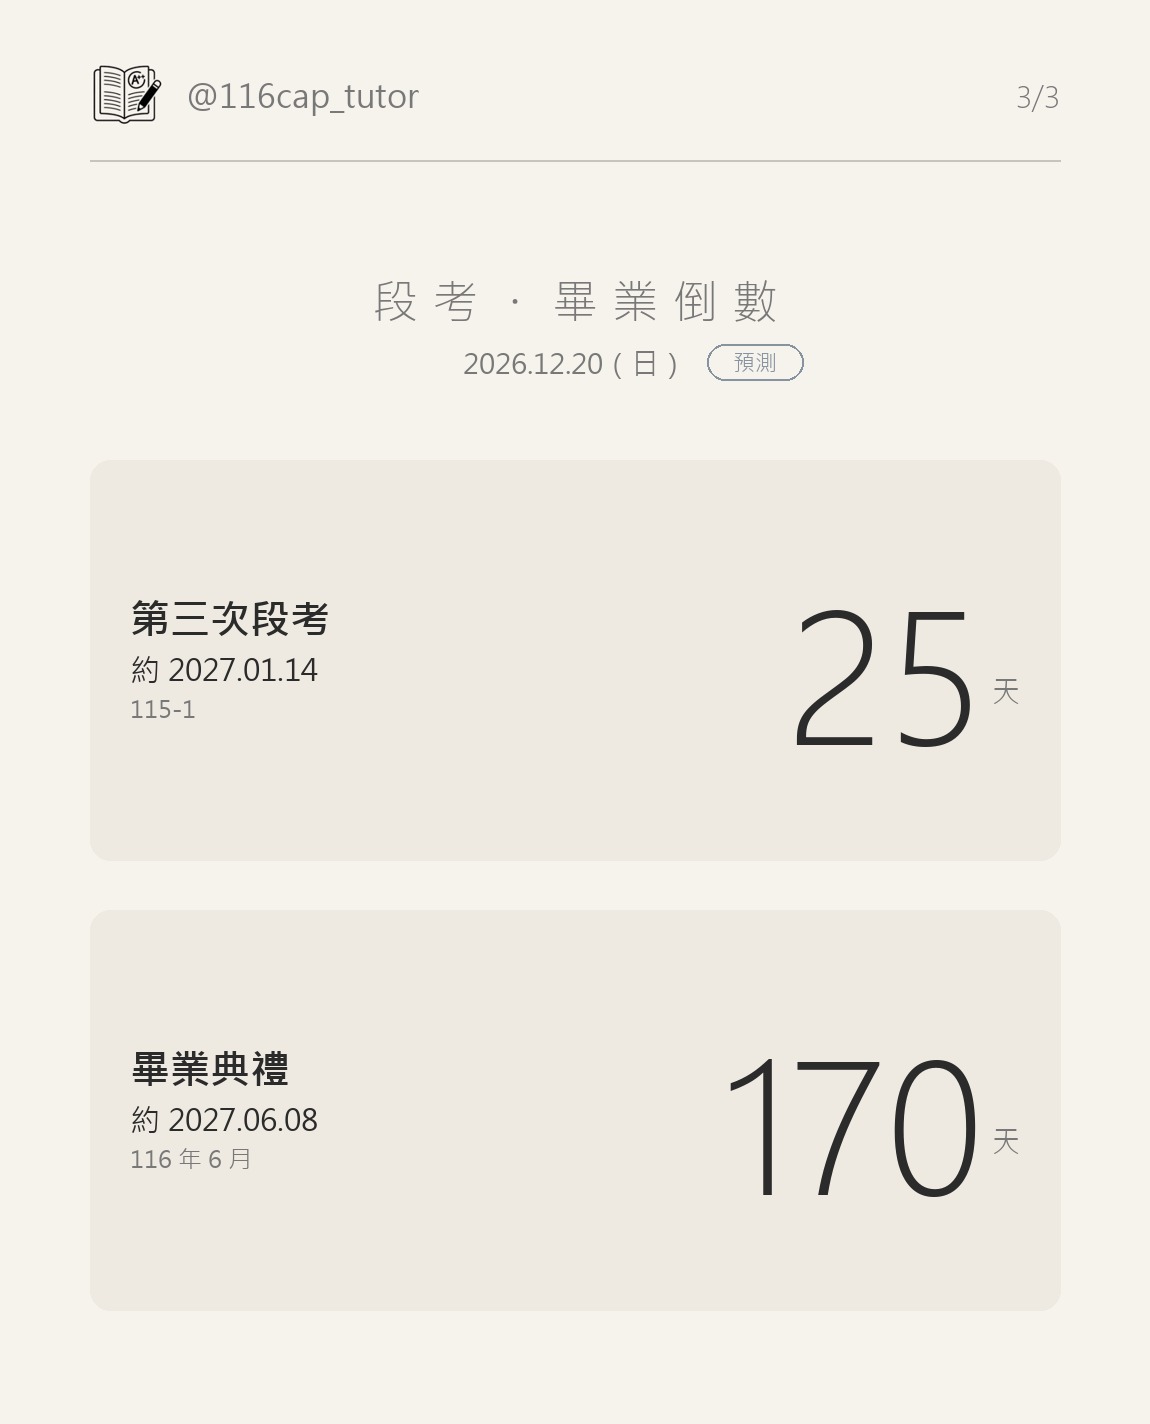 @116cap_tutor
3/3
段考・畢業倒數
2026.12.20（日） 預測
第三次段考
約 2027.01.14
115-1
25 天
畢業典禮
約 2027.06.08
116 年 6 月
170 天